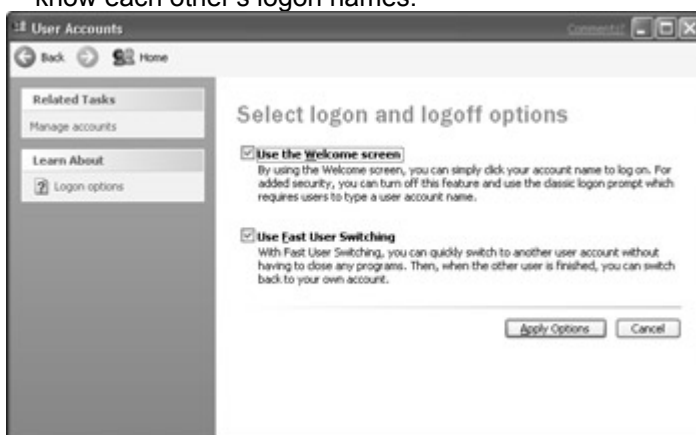 know each other's logon names.
User Accounts
Comments?
Back
Home
Related Tasks
Manage accounts
Learn About
Logon options
Select logon and logoff options
Use the Welcome screen
By using the Welcome screen, you can simply click your account name to log on. For
added security, you can turn off this feature and use the classic logon prompt which
requires users to type a user account name.
Use Fast User Switching
With Fast User Switching, you can quickly switch to another user account without
having to close any programs. Then, when the other user is finished, you can switch
back to your own account.
Apply Options
Cancel